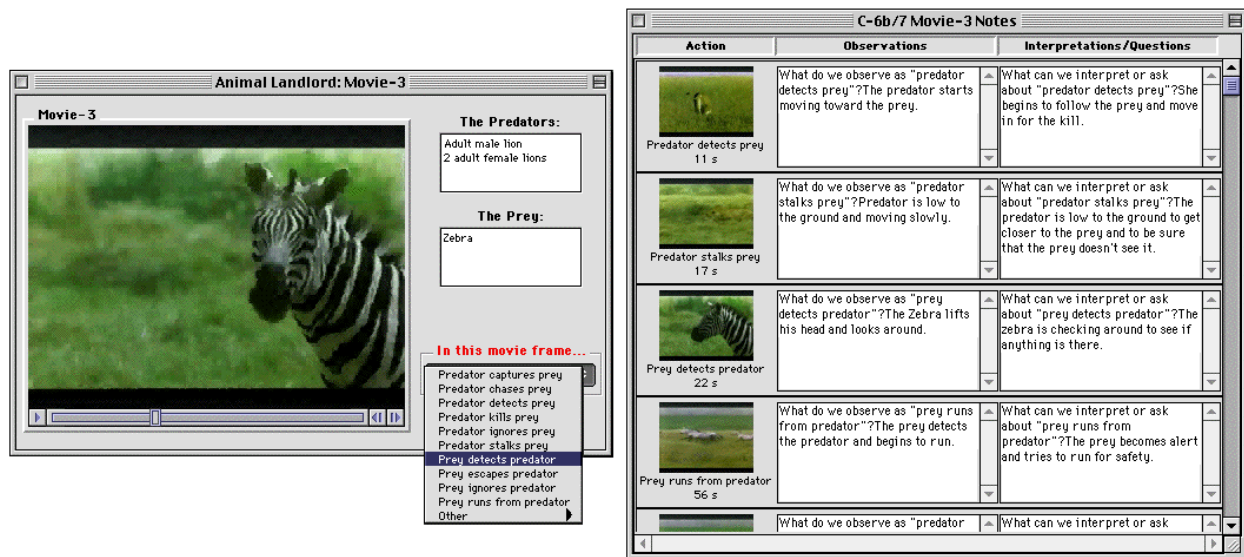 Animal Landlord: Movie-3
Movie-3
The Predators:
Adult male lion
2 adult female lions
The Prey:
Zebra
In this movie frame...
Predator captures prey
Predator chases prey
Predator detects prey
Predator kills prey
Predator ignores prey
Predator stalks prey
Prey detects predator
Prey escapes predator
Prey ignores predator
Prey runs from predator
Other
C-6b/7 Movie-3 Notes
Action
Observations
Interpretations/Questions
Predator detects prey
11 s
What do we observe as "predator
detects prey"?The predator starts
moving toward the prey.
What can we interpret or ask
about "predator detects prey"?She
begins to follow the prey and move
in for the kill.
Predator stalks prey
17 s
What do we observe as "predator
stalks prey"?Predator is low to
the ground and moving slowly.
What can we interpret or ask
about "predator stalks prey"?The
predator is low to the ground to get
closer to the prey and to be sure
that the prey doesn't see it.
Prey detects predator
22 s
What do we observe as "prey
detects predator"?The Zebra lifts
his head and looks around.
What can we interpret or ask
about "prey detects predator"?The
zebra is checking around to see if
anything is there.
Prey runs from predator
56 s
What do we observe as "prey runs
from predator"?The prey detects
the predator and begins to run.
What can we interpret or ask
about "prey runs from
predator"?The prey becomes alert
and tries to run for safety.
What do we observe as "predator
What can we interpret or ask